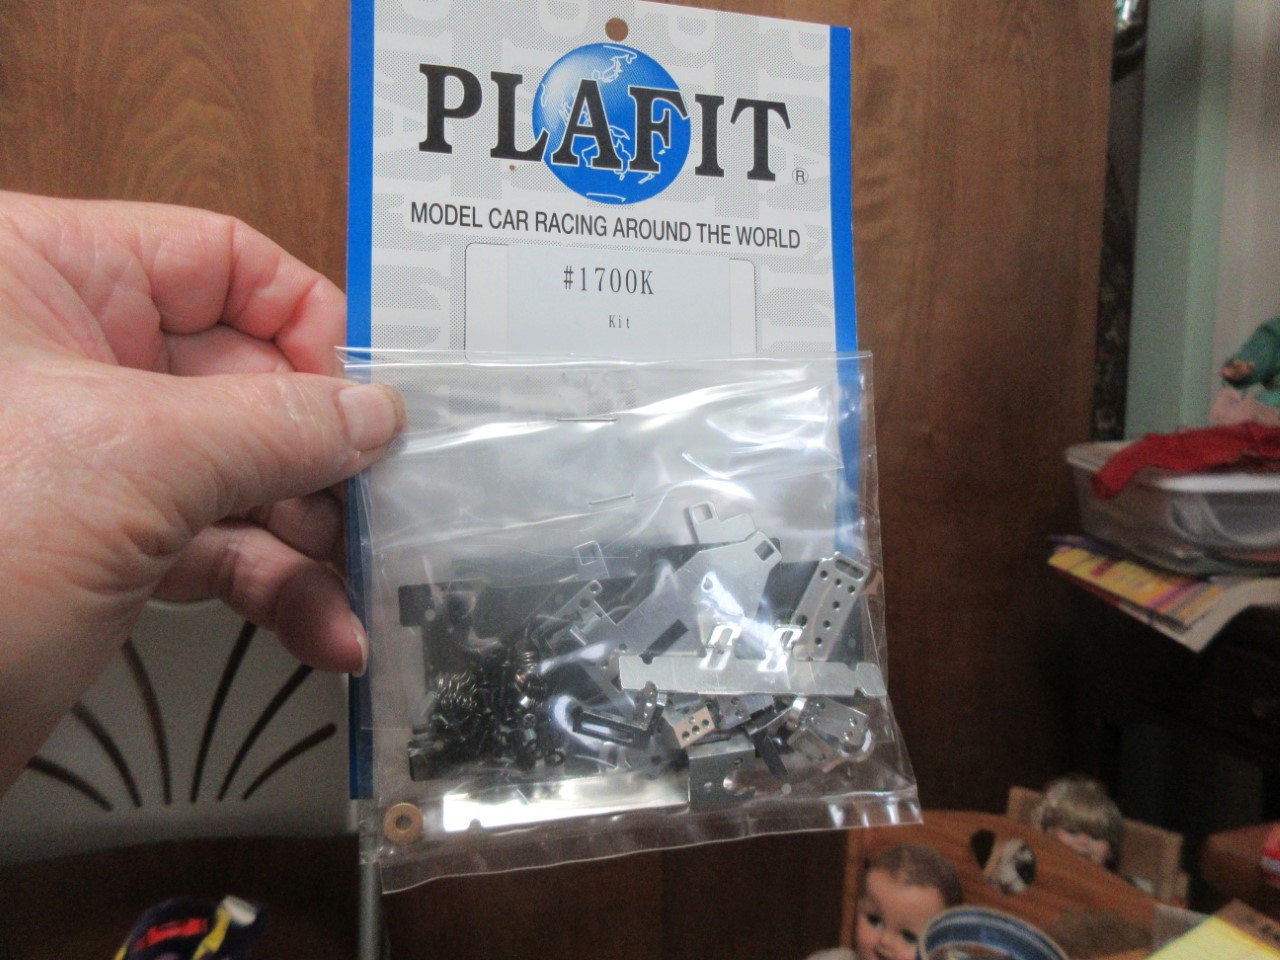 PLAFIT ®
MODEL CAR RACING AROUND THE WORLD
#1700K
Kit